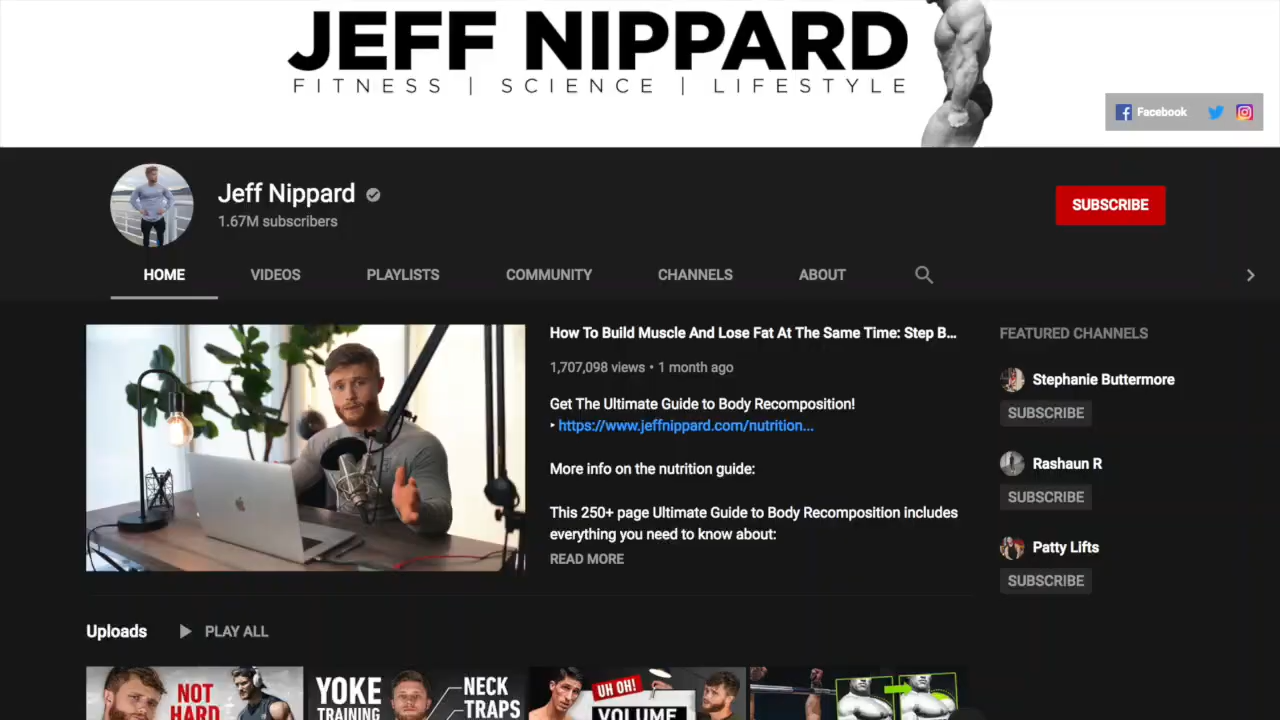 JEFF NIPPARD
FITNESS | SCIENCE | LIFESTYLE
Facebook
Jeff Nippard
1.67M subscribers
SUBSCRIBE
HOME
VIDEOS
PLAYLISTS
COMMUNITY
CHANNELS
ABOUT
How To Build Muscle And Lose Fat At The Same Time: Step B...
1,707,098 views • 1 month ago
Get The Ultimate Guide to Body Recomposition!
‣ https://www.jeffnippard.com/nutrition...
More info on the nutrition guide:
This 250+ page Ultimate Guide to Body Recomposition includes
everything you need to know about:
READ MORE
FEATURED CHANNELS
Stephanie Buttermore
SUBSCRIBE
Rashaun R
SUBSCRIBE
Patty Lifts
SUBSCRIBE
Uploads
PLAY ALL
NOT
HARD
YOKE
TRAINING
NECK
TRAPS
UH OH!
VOLUME